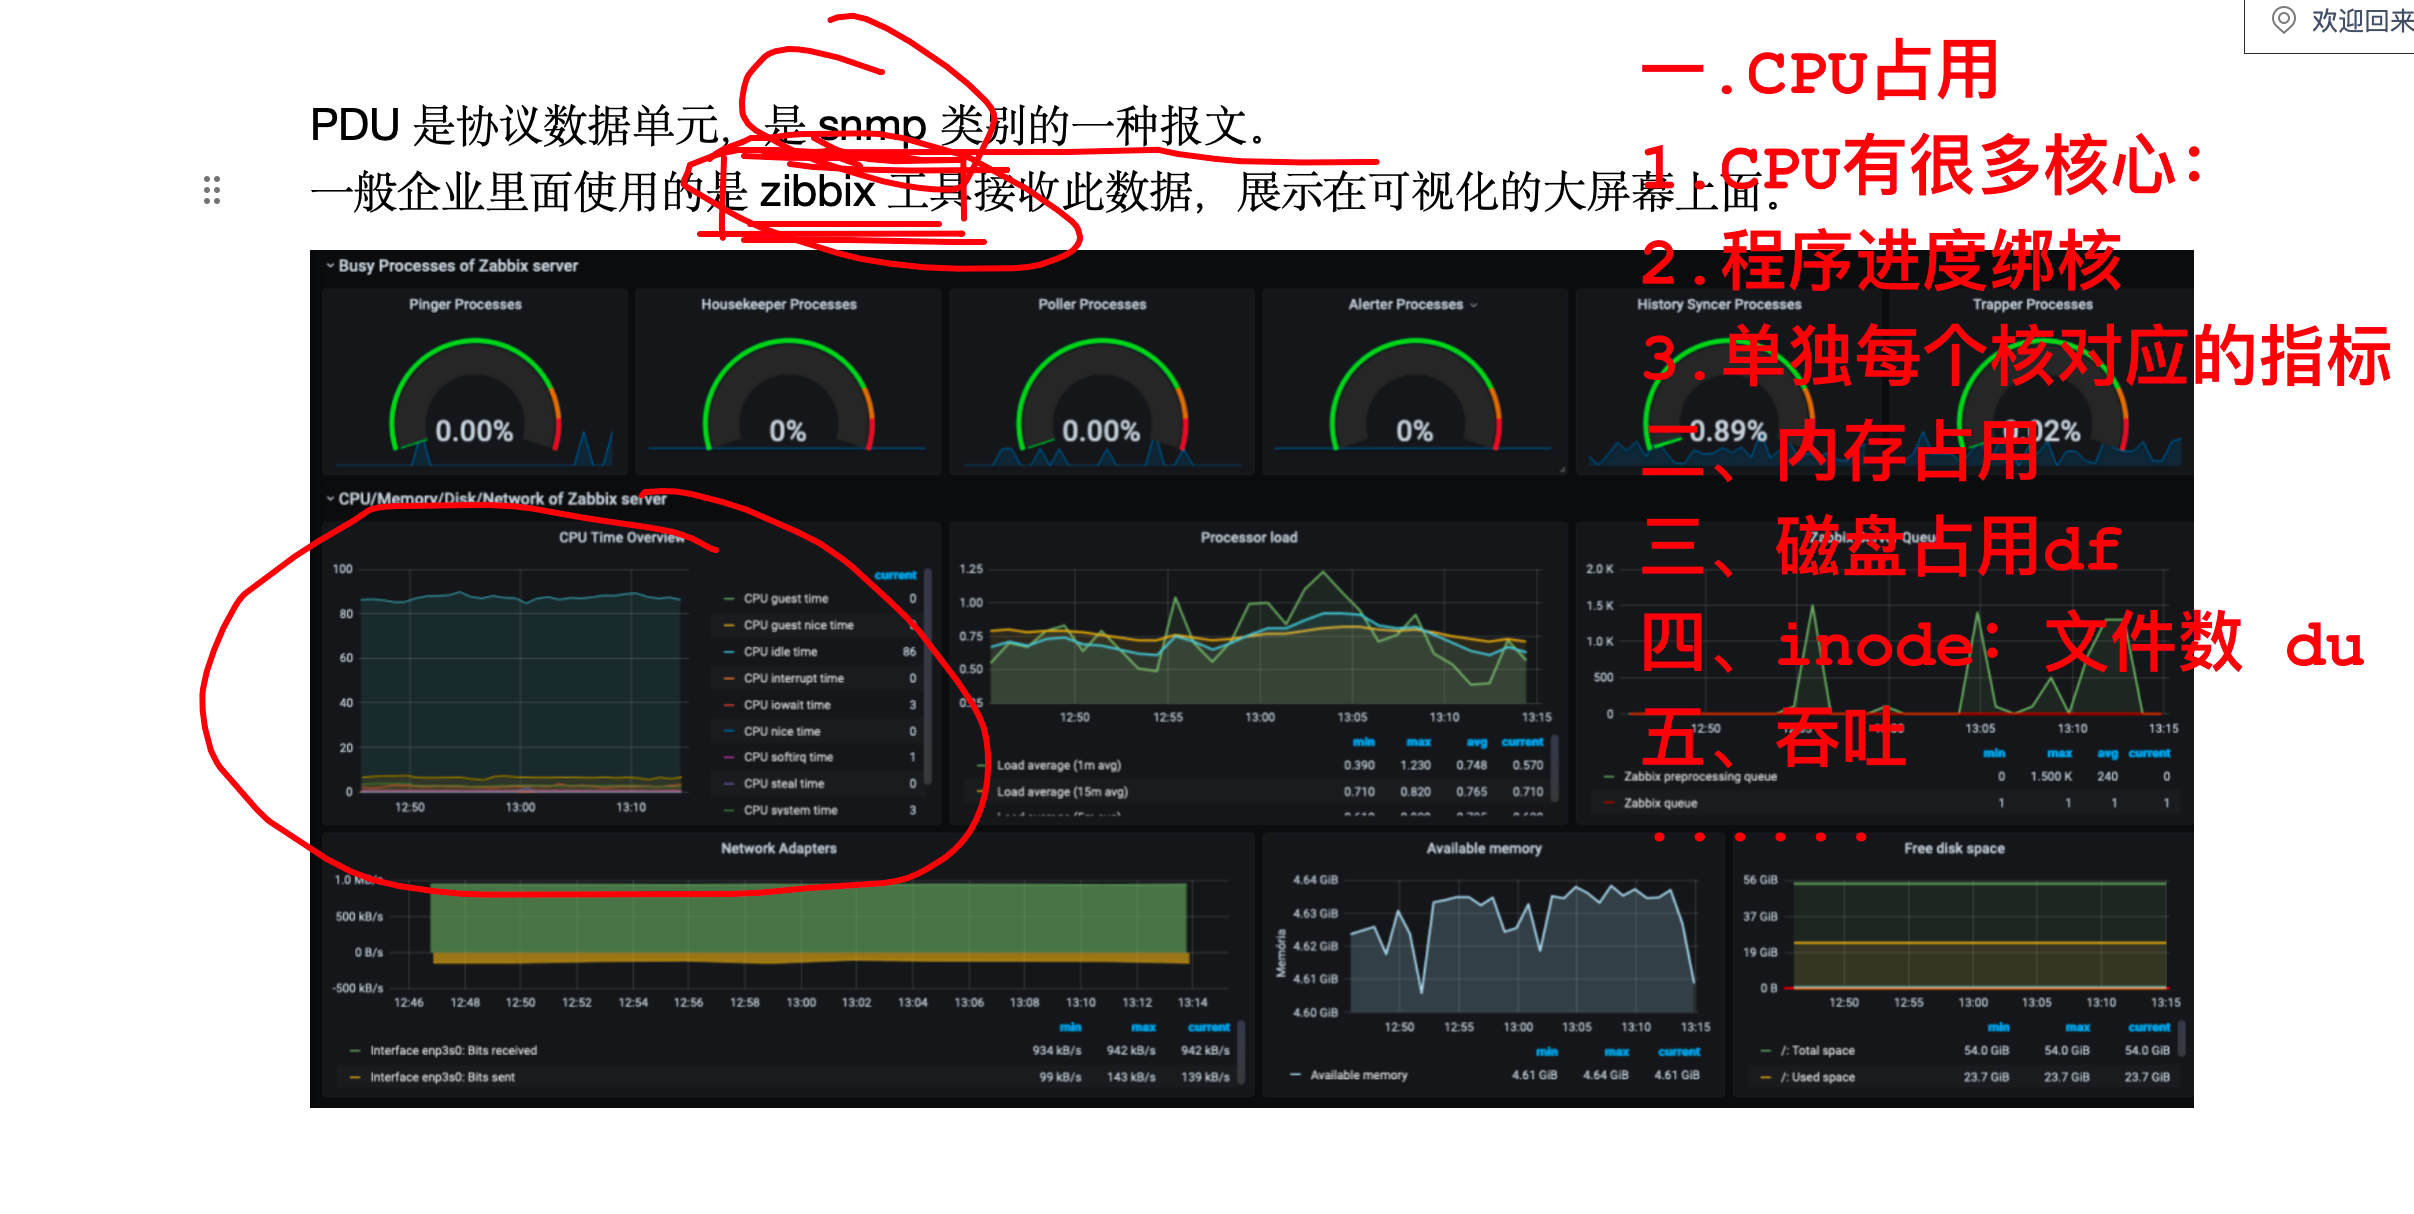 欢迎回来
一.CPU占用
PDU 是协议数据单元，是 snmp 类别的一种报文。
1.CPU有很多核心：
一般企业里面使用的是 zibbix 工具接收此数据，展示在可视化的大屏幕上面。
2.程序进度绑核
3.单独每个核对应的指标
二、内存占用
三、磁盘占用df
四、inode：文件数 du
五、吞吐
......
Busy Processes of Zabbix server
Pinger Processes
0.00%
Housekeeper Processes
0%
Poller Processes
0.00%
Alerter Processes
0%
History Syncer Processes
0.89%
Trapper Processes
CPU/Memory/Disk/Network of Zabbix server
CPU Time Overview
100
80
60
40
20
0
12:50 13:00 13:10
current
CPU guest time 0
CPU guest nice time
CPU idle time 86
CPU interrupt time 0
CPU iowait time 3
CPU nice time 0
CPU softirq time 1
CPU steal time 0
CPU system time 3
Processor load
1.25
1.00
0.75
0.50
12:50 12:55 13:00 13:05 13:10 13:15
min max avg current
Load average (1m avg) 0.390 1.230 0.748 0.570
Load average (15m avg) 0.710 0.820 0.765 0.710
Zabbix server Queue
2.0 K
1.5 K
1.0 K
500
0
12:50 13:05 13:10 13:15
min max avg current
Zabbix preprocessing queue 0 1.500 K 240 0
Zabbix queue 1 1 1 1
Network Adapters
1.0 MB/s
500 kB/s
0 B/s
-500 kB/s
12:46 12:48 12:50 12:52 12:54 12:56 12:58 13:00 13:02 13:04 13:06 13:08 13:10 13:12 13:14
min max current
Interface enp3s0: Bits received 934 kB/s 942 kB/s 942 kB/s
Interface enp3s0: Bits sent 99 kB/s 143 kB/s 139 kB/s
Available memory
Memória
4.64 GiB
4.63 GiB
4.62 GiB
4.61 GiB
4.60 GiB
12:50 12:55 13:00 13:05 13:10 13:15
min max current
Available memory 4.61 GiB 4.64 GiB 4.61 GiB
Free disk space
56 GiB
37 GiB
19 GiB
0 B
12:50 12:55 13:00 13:05 13:10 13:15
min max current
/: Total space 54.0 GiB 54.0 GiB 54.0 GiB
/: Used space 23.7 GiB 23.7 GiB 23.7 GiB